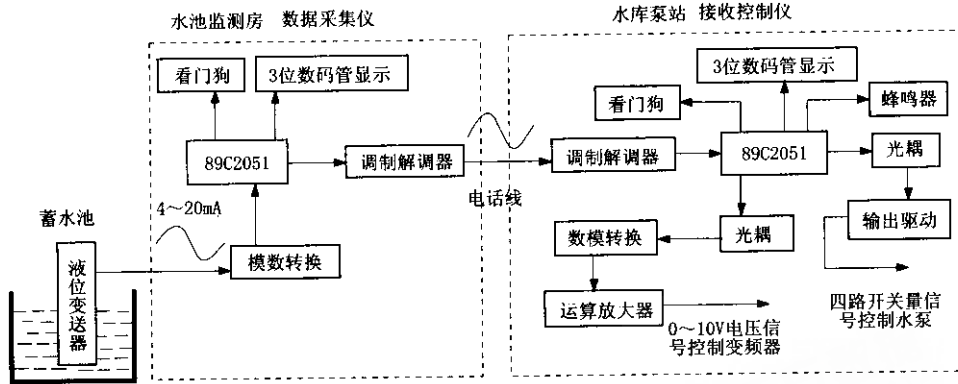 水池监测房 数据采集仪
水库泵站 接收控制仪
看门狗
3位数码管显示
89C2051
调制解调器
4～20mA
模数转换
蓄水池
液位变送器
电话线
3位数码管显示
看门狗
蜂鸣器
调制解调器
89C2051
光耦
数模转换
光耦
输出驱动
运算放大器
0～10V电压信
号控制变频器
四路开关量信
号控制水泵